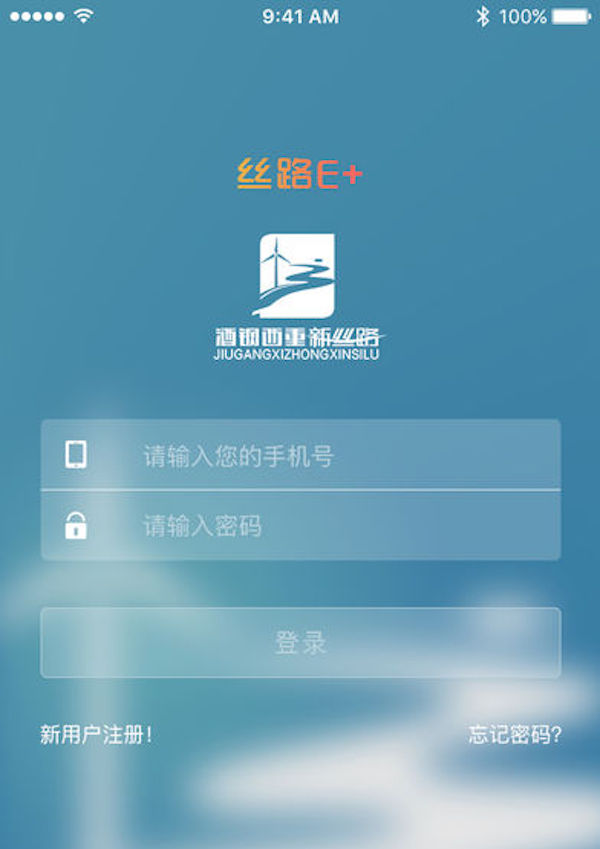 9:41 AM 100%
丝路E+
酒钢西重新丝路
JIUGANGXIZHONGXINSILU
请输入您的手机号
请输入密码
登录
新用户注册! 忘记密码?